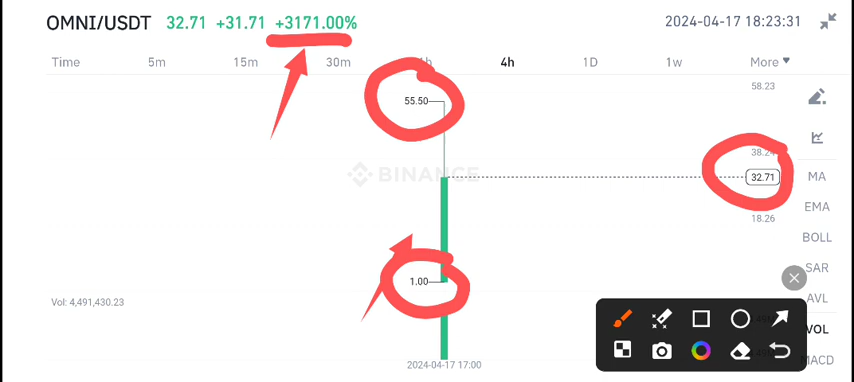 OMNI/USDT 32.71 +31.71 +3171.00% 2024-04-17 18:23:31
Time 5m 15m 30m 4h 1D 1w More
58.23
55.50
38.24
BINANCE
32.71
MA
EMA
18.26
BOLL
SAR
1.00
AVL
Vol: 4,491,430.23
VOL
MACD
2024-04-17 17:00